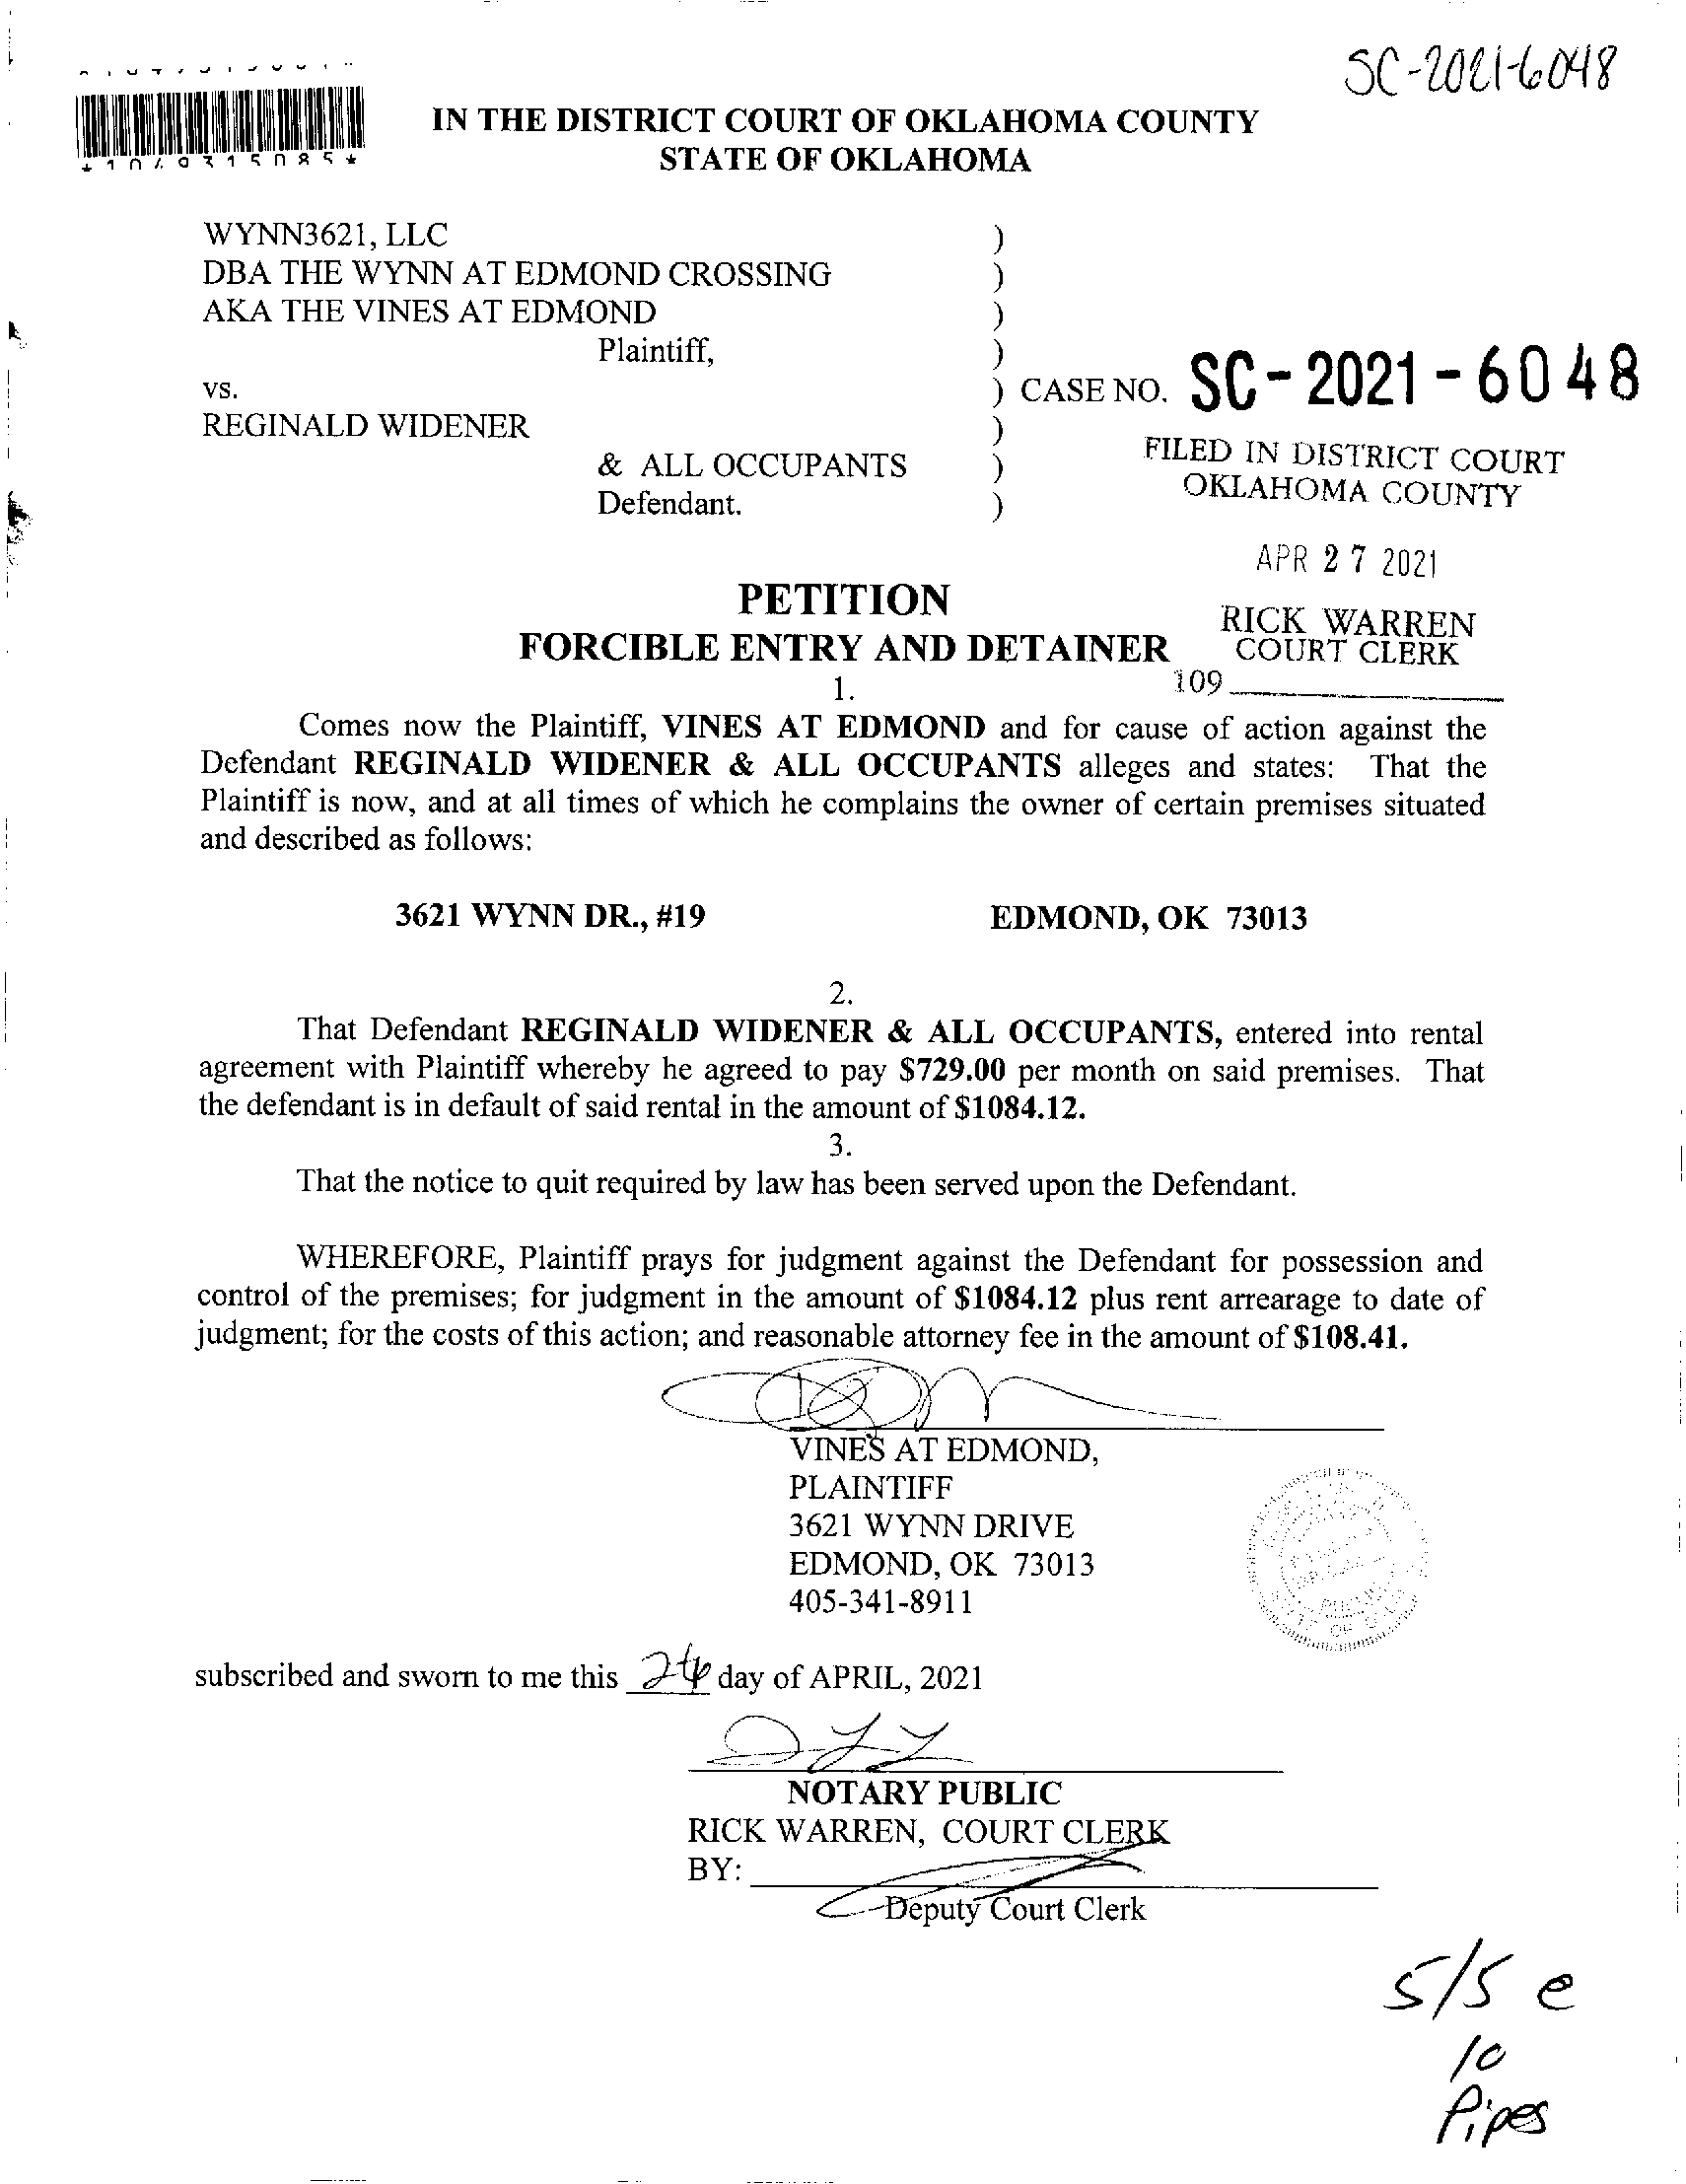 SC-2021-6048
*1049315085*
IN THE DISTRICT COURT OF OKLAHOMA COUNTY
STATE OF OKLAHOMA
WYNN3621, LLC )
DBA THE WYNN AT EDMOND CROSSING )
AKA THE VINES AT EDMOND )
Plaintiff, )
vs. ) CASE NO. SC-2021-6048
REGINALD WIDENER )
& ALL OCCUPANTS )
Defendant. )
FILED IN DISTRICT COURT
OKLAHOMA COUNTY
APR 27 2021
RICK WARREN
COURT CLERK
109
PETITION
FORCIBLE ENTRY AND DETAINER
1.
Comes now the Plaintiff, VINES AT EDMOND and for cause of action against the
Defendant REGINALD WIDENER & ALL OCCUPANTS alleges and states: That the
Plaintiff is now, and at all times of which he complains the owner of certain premises situated
and described as follows:
3621 WYNN DR., #19 EDMOND, OK 73013
2.
That Defendant REGINALD WIDENER & ALL OCCUPANTS, entered into rental
agreement with Plaintiff whereby he agreed to pay $729.00 per month on said premises. That
the defendant is in default of said rental in the amount of $1084.12.
3.
That the notice to quit required by law has been served upon the Defendant.
WHEREFORE, Plaintiff prays for judgment against the Defendant for possession and
control of the premises; for judgment in the amount of $1084.12 plus rent arrearage to date of
judgment; for the costs of this action; and reasonable attorney fee in the amount of $108.41.
VINES AT EDMOND,
PLAINTIFF
3621 WYNN DRIVE
EDMOND, OK 73013
405-341-8911
subscribed and sworn to me this day of APRIL, 2021
NOTARY PUBLIC
RICK WARREN, COURT CLERK
BY:
Deputy Court Clerk
5/5 e
10
Pipes